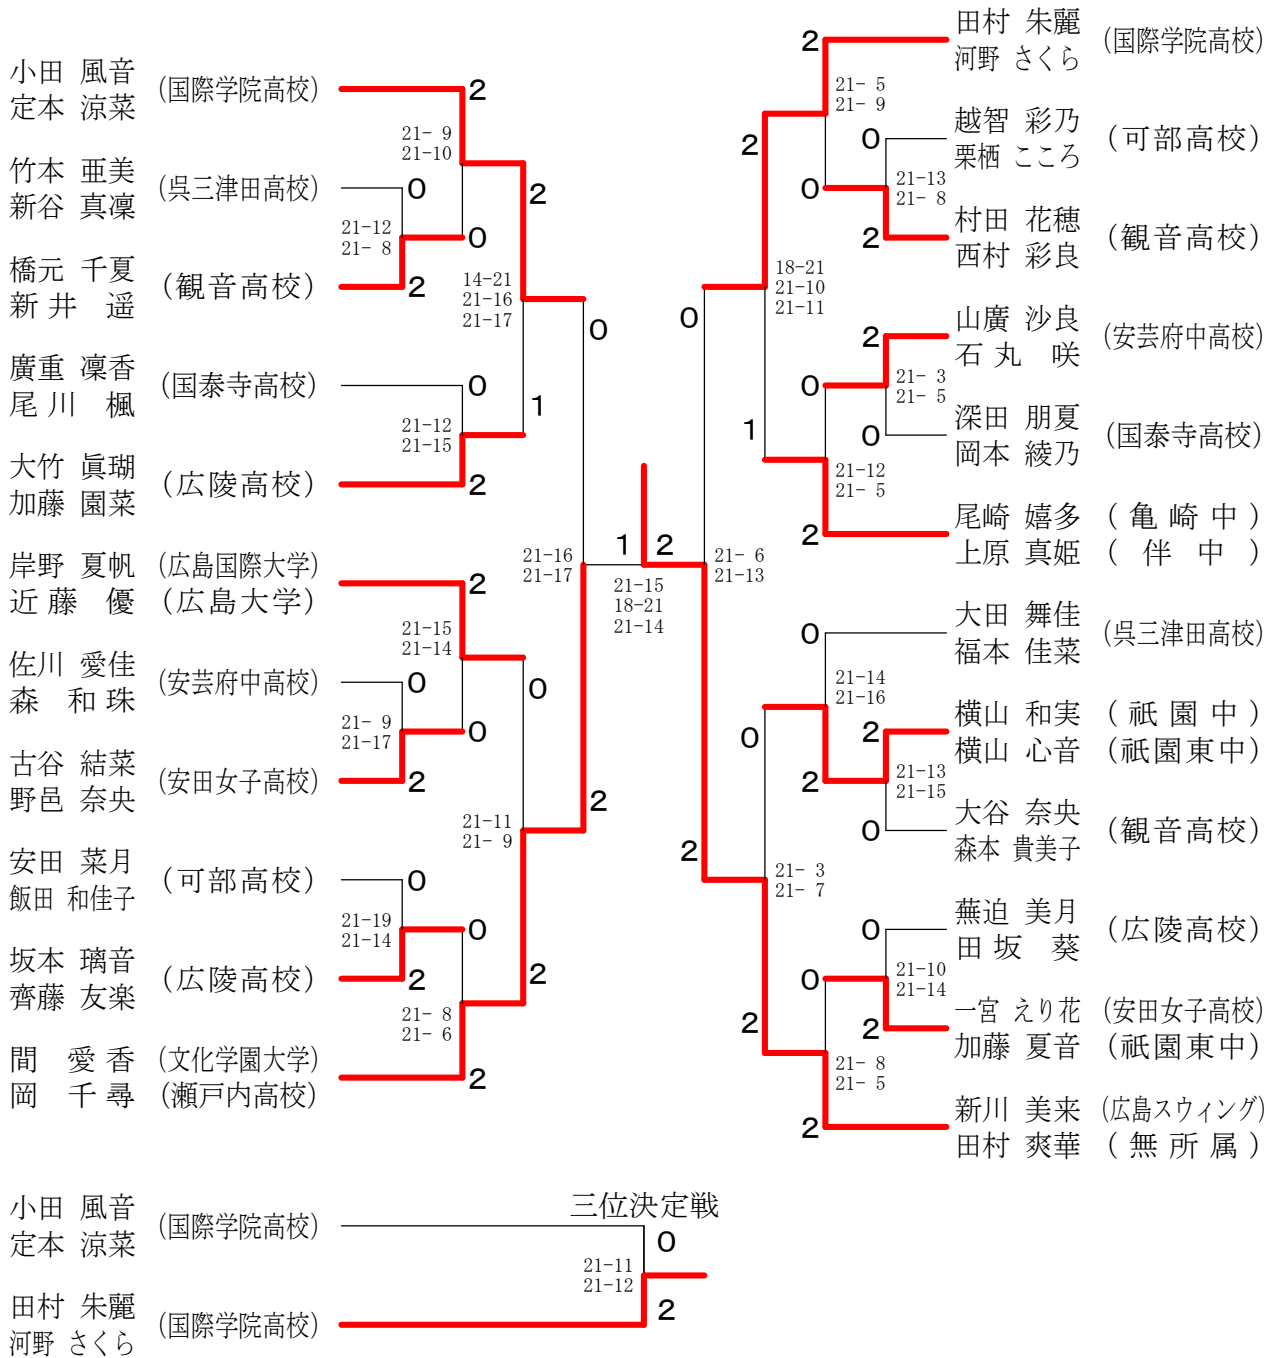 小田 風音
定本 涼菜
(国際学院高校)
2
21- 9
21-10
竹本 亜美
新谷 真凜
(呉三津田高校)
0
2
21-12
21- 8
0
橋元 千夏
新井 遥
(観音高校)
2
14-21
21-16
21-17
0
廣重 凜香
尾川 楓
(国泰寺高校)
0
1
21-12
21-15
大竹 眞瑚
加藤 園菜
(広陵高校)
2
岸野 夏帆 (広島国際大学)
近藤 優 (広島大学)
2
21-16
21-17
21-15
21-14
佐川 愛佳
森 和珠
(安芸府中高校)
0
0
21- 9
21-17
0
古谷 結菜
野邑 奈央
(安田女子高校)
2
2
21-11
21- 9
安田 菜月
飯田 和佳子
(可部高校)
0
21-19
21-14
0
坂本 璃音
齊藤 友楽
(広陵高校)
2
2
21- 8
21- 6
間 愛香 (文化学園大学)
岡 千尋 (瀬戸内高校)
2
1 2
21-15
18-21
21-14
田村 朱麗
河野 さくら
(国際学院高校)
2
21- 5
21- 9
越智 彩乃
栗栖 こころ
(可部高校)
0
2
21-13
21- 8
0
村田 花穂
西村 彩良
(観音高校)
2
18-21
21-10
21-11
0
山廣 沙良
石丸 咲
(安芸府中高校)
2
21- 3
21- 5
0
深田 朋夏
岡本 綾乃
(国泰寺高校)
0
1
21-12
21- 5
尾崎 嬉多 (亀崎中)
上原 真姫 (伴中)
2
21- 6
21-13
大田 舞佳
福本 佳菜
(呉三津田高校)
0
21-14
21-16
横山 和実 (祇園中)
横山 心音 (祇園東中)
2
0
2
21-13
21-15
大谷 奈央
森本 貴美子
(観音高校)
0
2
21- 3
21- 7
蕪迫 美月
田坂 葵
(広陵高校)
0
21-10
21-14
0
一宮 えり花 (安田女子高校)
加藤 夏音 (祇園東中)
2
2
21- 8
21- 5
新川 美来 (広島スウィング)
田村 爽華 (無所属)
2
三位決定戦
小田 風音
定本 涼菜
(国際学院高校)
0
21-11
21-12
田村 朱麗
河野 さくら
(国際学院高校)
2